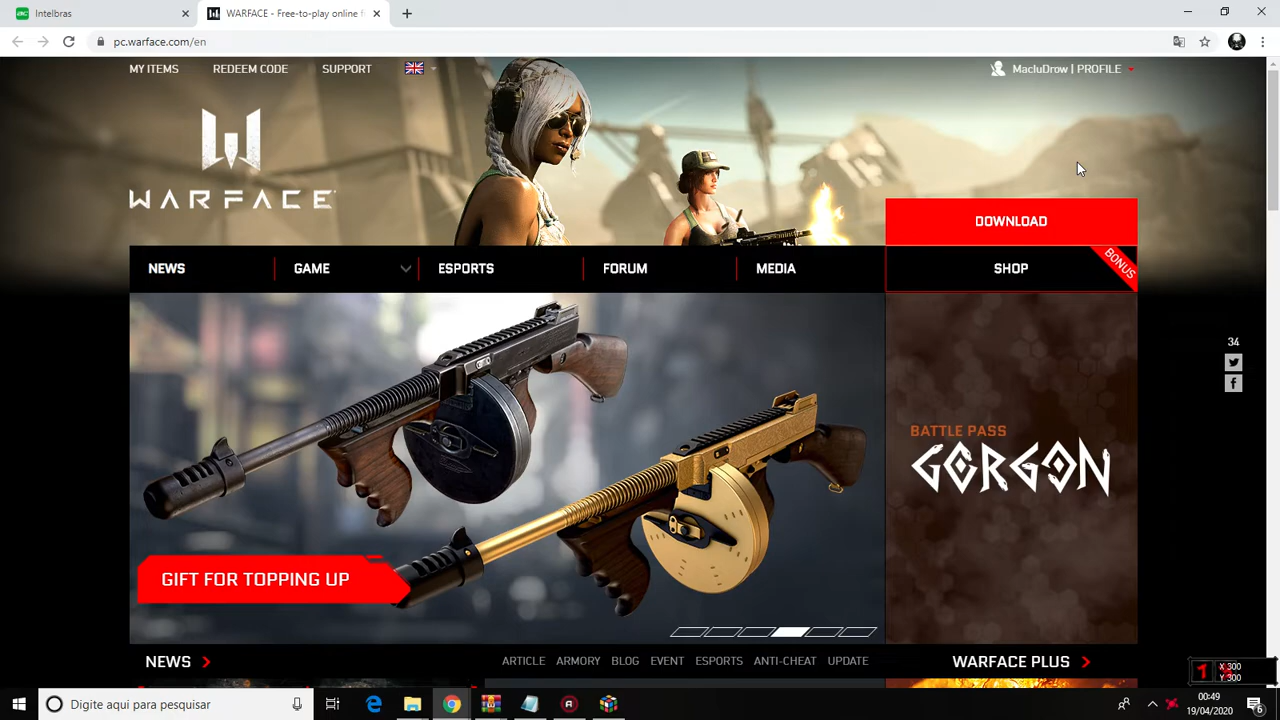 Intelbras
WARFACE - Free-to-play online f
pc.warface.com/en
MY ITEMS REDEEM CODE SUPPORT
MacluDrow | PROFILE
WARFACE
DOWNLOAD
NEWS GAME ESPORTS FORUM MEDIA SHOP
BONUS
34
BATTLE PASS
GORGON
GIFT FOR TOPPING UP
NEWS
ARTICLE ARMORY BLOG EVENT ESPORTS ANTI-CHEAT UPDATE
WARFACE PLUS
1 X:300
Y:300
Digite aqui para pesquisar
00:49
19/04/2020
6